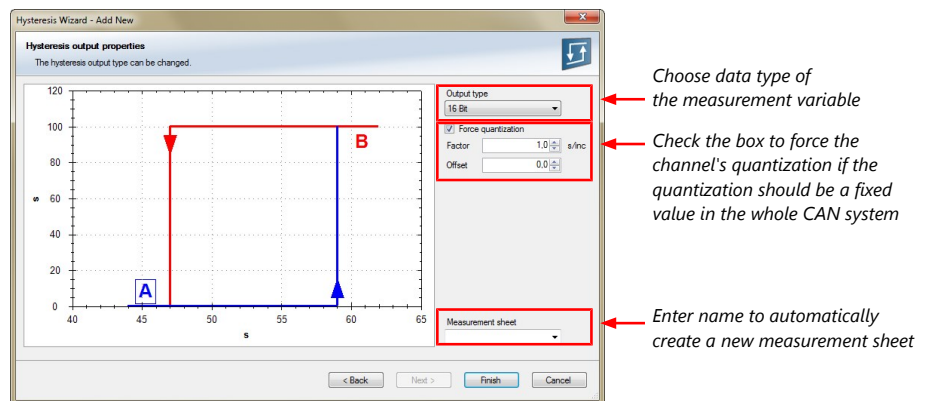 Hysteresis Wizard - Add New
Hysteresis output properties
The hysteresis output type can be changed.
120
100
80
60
40
20
0
s
40
45
50
55
60
65
s
A
B
Output type
16 Bit
Force quantization
Factor
1,0
s/Inc
Offset
0,0
Measurement sheet
< Back
Next >
Finish
Cancel
Choose data type of
the measurement variable
Check the box to force the
channel's quantization if the
quantization should be a fixed
value in the whole CAN system
Enter name to automatically
create a new measurement sheet